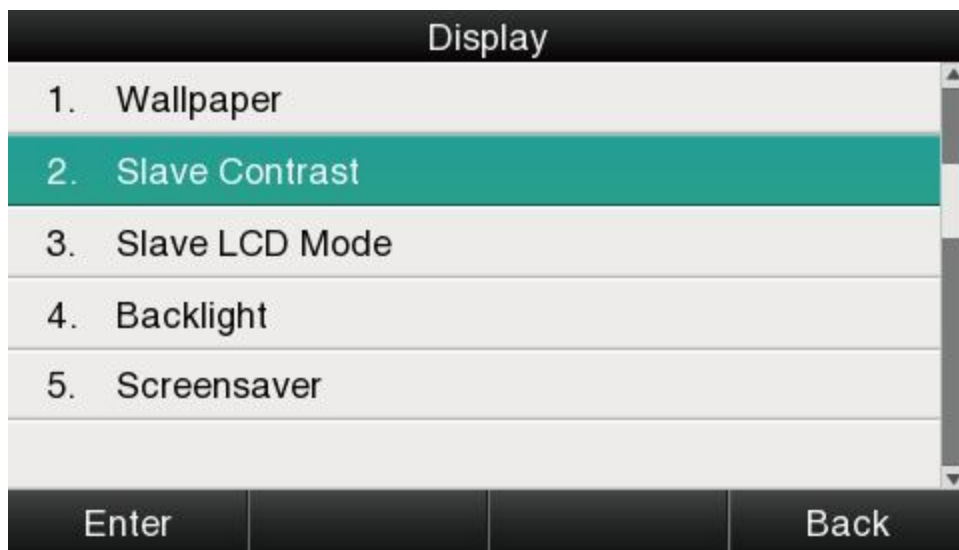 Display
1. Wallpaper
2. Slave Contrast
3. Slave LCD Mode
4. Backlight
5. Screensaver
Enter Back